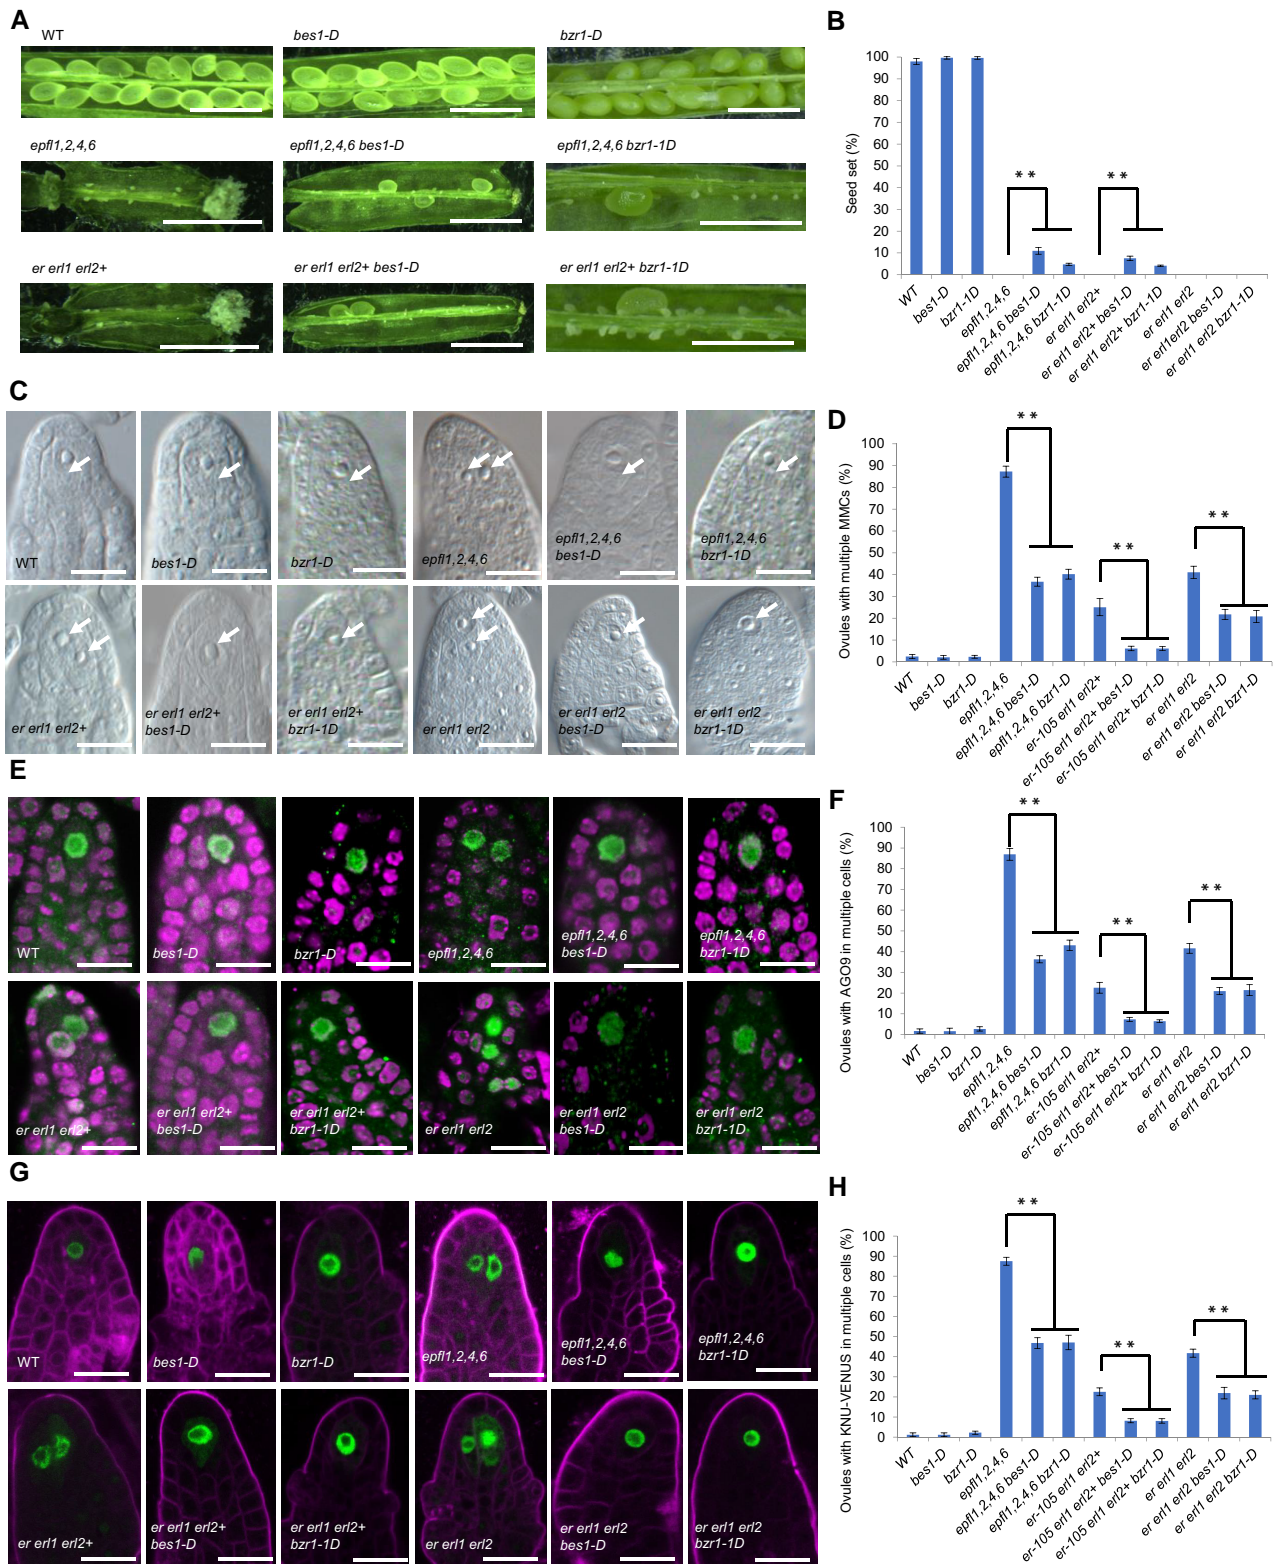 A
WT
bes1-D
bzr1-D
epfl1,2,4,6
epfl1,2,4,6 bes1-D
epfl1,2,4,6 bzr1-1D
er erl1 erl2+
er erl1 erl2+ bes1-D
er erl1 erl2+ bzr1-1D
B
Seed set (%)
100
90
80
70
60
50
40
30
20
10
0
**
**
WT
bes1-D
bzr1-1D
epfl1,2,4,6
epfl1,2,4,6 bes1-D
epfl1,2,4,6 bzr1-1D
er erl1 erl2+
er erl1 erl2+ bes1-D
er erl1 erl2+ bzr1-1D
er erl1 erl2
er erl1erl2 bes1-D
er erl1 erl2 bzr1-1D
C
WT
bes1-D
bzr1-D
epfl1,2,4,6
epfl1,2,4,6
bes1-D
epfl1,2,4,6
bzr1-1D
er erl1 erl2+
er erl1 erl2+
bes1-D
er erl1 erl2+
bzr1-1D
er erl1 erl2
er erl1 erl2
bes1-D
er erl1 erl2
bzr1-1D
D
Ovules with multiple MMCs (%)
100
90
80
70
60
50
40
30
20
10
0
**
**
**
WT
bes1-D
bzr1-D
epfl1,2,4,6
epfl1,2,4,6 bes1-D
epfl1,2,4,6 bzr1-D
er-105 erl1 erl2+
er-105 erl1 erl2+ bes1-D
er-105 erl1 erl2+ bzr1-D
er erl1 erl2
er erl1 erl2 bes1-D
er erl1 erl2 bzr1-D
E
WT
bes1-D
bzr1-D
epfl1,2,4,6
epfl1,2,4,6
bes1-D
epfl1,2,4,6
bzr1-1D
er erl1 erl2+
er erl1 erl2+
bes1-D
er erl1 erl2+
bzr1-1D
er erl1 erl2
er erl1 erl2
bes1-D
er erl1 erl2
bzr1-1D
F
Ovules with AGO9 in multiple cells (%)
100
90
80
70
60
50
40
30
20
10
0
**
**
**
WT
bes1-D
bzr1-D
epfl1,2,4,6
epfl1,2,4,6 bes1-D
epfl1,2,4,6 bzr1-D
er-105 erl1 erl2+
er-105 erl1 erl2+ bes1-D
er-105 erl1 erl2+ bzr1-D
er erl1 erl2
er erl1 erl2 bes1-D
er erl1 erl2 bzr1-D
G
WT
bes1-D
bzr1-D
epfl1,2,4,6
epfl1,2,4,6
bes1-D
epfl1,2,4,6
bzr1-1D
er erl1 erl2+
er erl1 erl2+
bes1-D
er erl1 erl2+
bzr1-1D
er erl1 erl2
er erl1 erl2
bes1-D
er erl1 erl2
bzr1-1D
H
Ovules with KNU-VENUS in multiple cells (%)
100
90
80
70
60
50
40
30
20
10
0
**
**
**
WT
bes1-D
bzr1-D
epfl1,2,4,6
epfl1,2,4,6 bes1-D
epfl1,2,4,6 bzr1-D
er-105 erl1 erl2+
er-105 erl1 erl2+ bes1-D
er-105 erl1 erl2+ bzr1-D
er erl1 erl2
er erl1 erl2 bes1-D
er erl1 erl2 bzr1-D